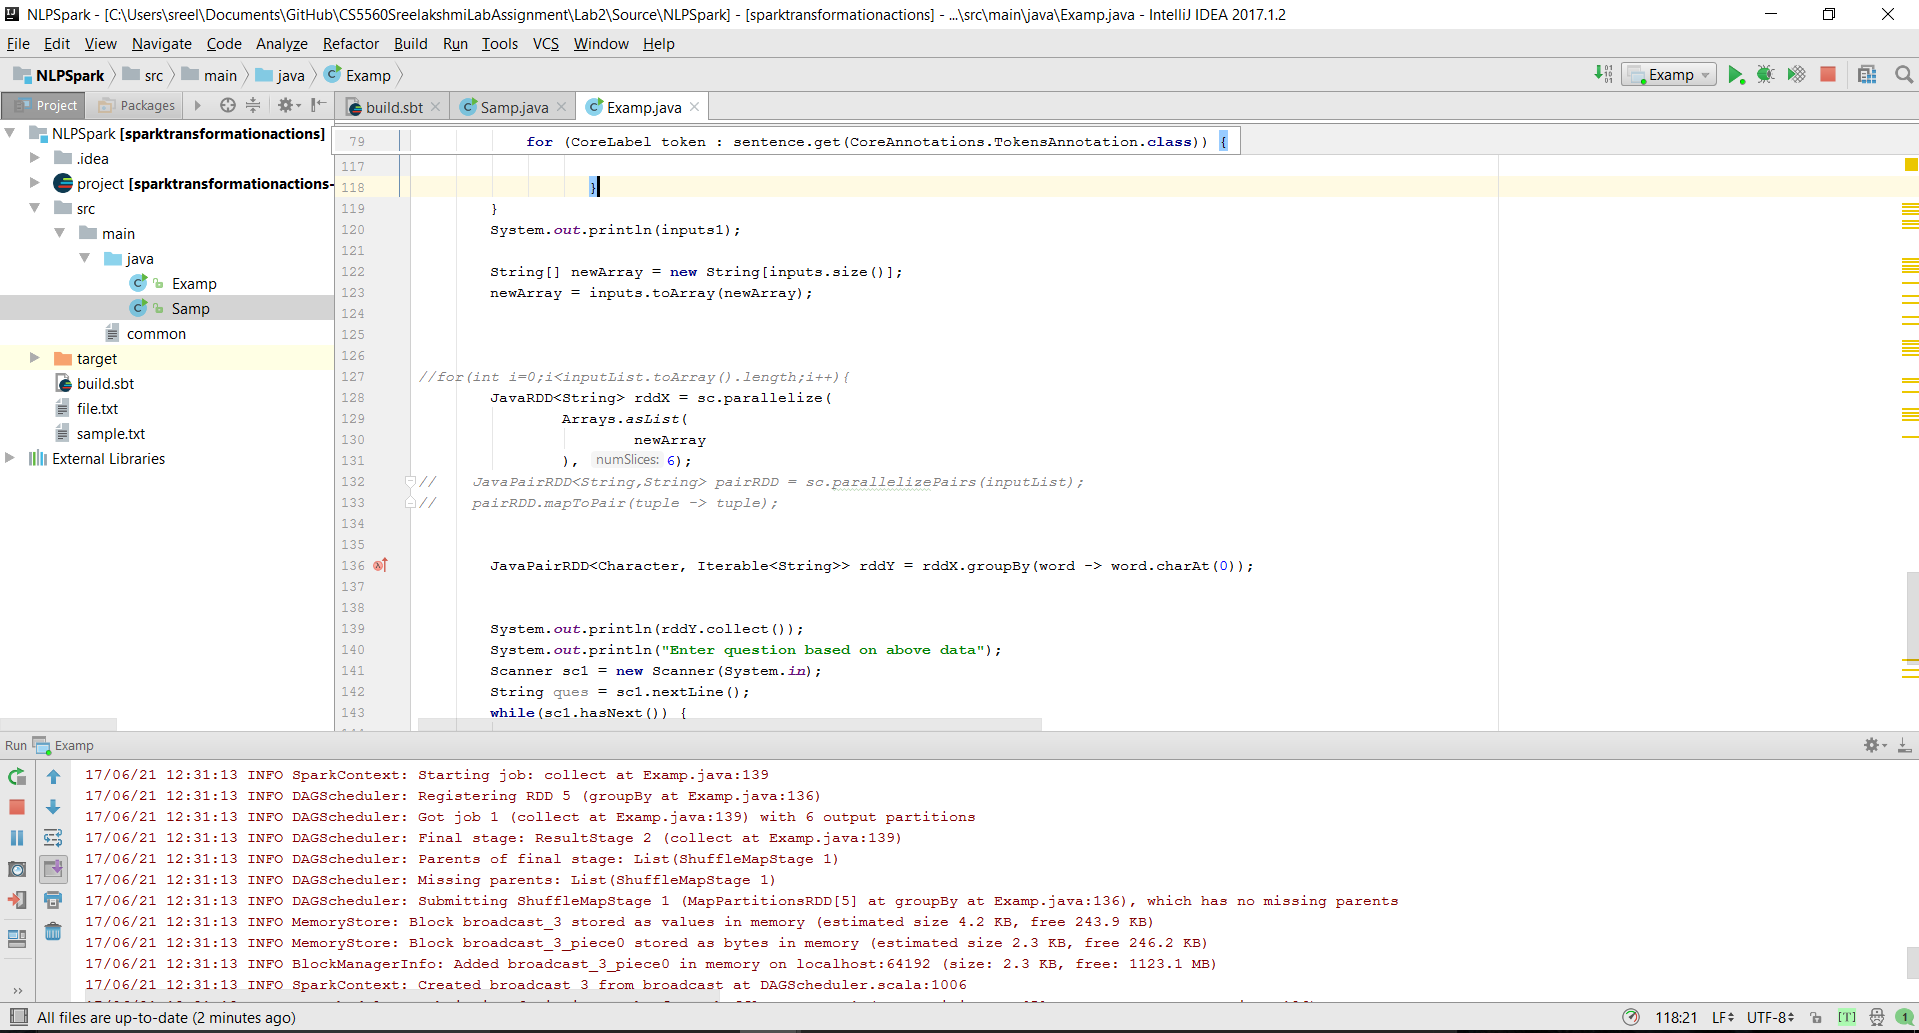 NLPSpark - [C:\Users\sreel\Documents\GitHub\CS5560SreelakshmiLabAssignment\Lab2\Source\NLPSpark] - [sparktransformationactions] - ...\src\main\java\Examp.java - IntelliJ IDEA 2017.1.2
File Edit View Navigate Code Analyze Refactor Build Run Tools VCS Window Help
NLPSpark src main java Examp
Examp
Project Packages
build.sbt Samp.java Examp.java
NLPSpark [sparktransformationactions]
.idea
project [sparktransformationactions-
src
main
java
Examp
Samp
common
target
build.sbt
file.txt
sample.txt
External Libraries
79 for (CoreLabel token : sentence.get(CoreAnnotations.TokensAnnotation.class)) {
117
118 }
119 }
120 System.out.println(inputs1);
121
122 String[] newArray = new String[inputs.size()];
123 newArray = inputs.toArray(newArray);
124
125
126
127 //for(int i=0;i<inputList.toArray().length;i++){
128 JavaRDD<String> rddX = sc.parallelize(
129 Arrays.asList(
130 newArray
131 ), numSlices: 6);
132 // JavaPairRDD<String,String> pairRDD = sc.parallelizePairs(inputList);
133 // pairRDD.mapToPair(tuple -> tuple);
134
135
136 JavaPairRDD<Character, Iterable<String>> rddY = rddX.groupBy(word -> word.charAt(0));
137
138
139 System.out.println(rddY.collect());
140 System.out.println("Enter question based on above data");
141 Scanner sc1 = new Scanner(System.in);
142 String ques = sc1.nextLine();
143 while(sc1.hasNext()) {
Run Examp
17/06/21 12:31:13 INFO SparkContext: Starting job: collect at Examp.java:139
17/06/21 12:31:13 INFO DAGScheduler: Registering RDD 5 (groupBy at Examp.java:136)
17/06/21 12:31:13 INFO DAGScheduler: Got job 1 (collect at Examp.java:139) with 6 output partitions
17/06/21 12:31:13 INFO DAGScheduler: Final stage: ResultStage 2 (collect at Examp.java:139)
17/06/21 12:31:13 INFO DAGScheduler: Parents of final stage: List(ShuffleMapStage 1)
17/06/21 12:31:13 INFO DAGScheduler: Missing parents: List(ShuffleMapStage 1)
17/06/21 12:31:13 INFO DAGScheduler: Submitting ShuffleMapStage 1 (MapPartitionsRDD[5] at groupBy at Examp.java:136), which has no missing parents
17/06/21 12:31:13 INFO MemoryStore: Block broadcast_3 stored as values in memory (estimated size 4.2 KB, free 243.9 KB)
17/06/21 12:31:13 INFO MemoryStore: Block broadcast_3_piece0 stored as bytes in memory (estimated size 2.3 KB, free 246.2 KB)
17/06/21 12:31:13 INFO BlockManagerInfo: Added broadcast_3_piece0 in memory on localhost:64192 (size: 2.3 KB, free: 1123.1 MB)
17/06/21 12:31:13 INFO SparkContext: Created broadcast 3 from broadcast at DAGScheduler.scala:1006
All files are up-to-date (2 minutes ago)
118:21 LF UTF-8 [T] 1